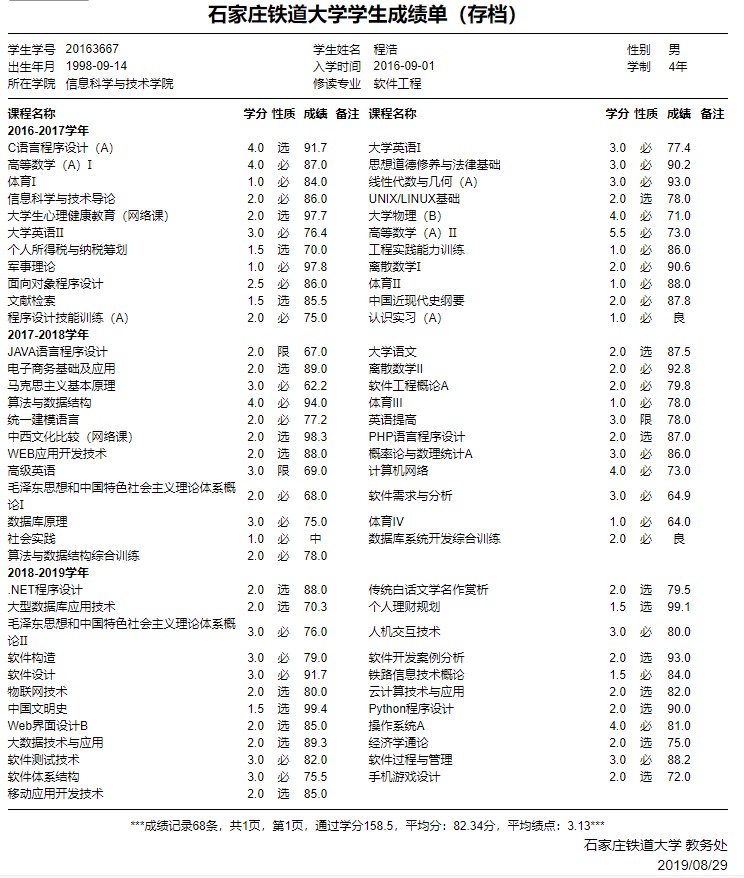 石家庄铁道大学学生成绩单（存档）
学生学号 20163667 学生姓名 程浩 性别 男
出生年月 1998-09-14 入学时间 2016-09-01 学制 4年
所在学院 信息科学与技术学院 修读专业 软件工程
课程名称 学分 性质 成绩 备注 课程名称 学分 性质 成绩 备注
2016-2017学年
C语言程序设计（A） 4.0 选 91.7 大学英语I 3.0 必 77.4
高等数学（A）I 4.0 必 87.0 思想道德修养与法律基础 3.0 必 90.2
体育I 1.0 必 84.0 线性代数与几何（A） 3.0 必 93.0
信息科学与技术导论 2.0 必 86.0 UNIX/LINUX基础 2.0 选 78.0
大学生心理健康教育（网络课） 2.0 选 97.7 大学物理（B） 4.0 必 71.0
大学英语II 3.0 必 76.4 高等数学（A）II 5.5 必 73.0
个人所得税与纳税筹划 1.5 选 70.0 工程实践能力训练 1.0 必 86.0
军事理论 1.0 必 97.8 离散数学I 2.0 必 90.6
面向对象程序设计 2.5 必 86.0 体育II 1.0 必 88.0
文献检索 1.5 选 85.5 中国近现代史纲要 2.0 必 87.8
程序设计技能训练（A） 2.0 必 75.0 认识实习（A） 1.0 必 良
2017-2018学年
JAVA语言程序设计 2.0 限 67.0 大学语文 2.0 选 87.5
电子商务基础及应用 2.0 选 89.0 离散数学II 2.0 必 92.8
马克思主义基本原理 3.0 必 62.2 软件工程概论A 2.0 必 79.8
算法与数据结构 4.0 必 94.0 体育III 1.0 必 78.0
统一建模语言 2.0 必 77.2 英语提高 3.0 限 78.0
中西文化比较（网络课） 2.0 选 98.3 PHP语言程序设计 2.0 选 87.0
WEB应用开发技术 2.0 选 88.0 概率论与数理统计A 3.0 必 86.0
高级英语 3.0 限 69.0 计算机网络 4.0 必 73.0
毛泽东思想和中国特色社会主义理论体系概论I 2.0 必 68.0 软件需求与分析 3.0 必 64.9
数据库原理 3.0 必 75.0 体育IV 1.0 必 64.0
社会实践 1.0 必 中 数据库系统开发综合训练 2.0 必 良
算法与数据结构综合训练 2.0 必 78.0
2018-2019学年
.NET程序设计 2.0 选 88.0 传统白话文学名作赏析 2.0 选 79.5
大型数据库应用技术 2.0 选 70.3 个人理财规划 1.5 选 99.1
毛泽东思想和中国特色社会主义理论体系概论II 3.0 必 76.0 人机交互技术 3.0 必 80.0
软件构造 3.0 必 79.0 软件开发案例分析 2.0 选 93.0
软件设计 3.0 必 91.7 铁路信息技术概论 1.5 必 84.0
物联网技术 2.0 选 80.0 云计算技术与应用 2.0 选 82.0
中国文明史 1.5 选 99.4 Python程序设计 2.0 选 90.0
Web界面设计B 2.0 选 85.0 操作系统A 4.0 必 81.0
大数据技术与应用 2.0 选 89.3 经济学通论 2.0 选 75.0
软件测试技术 3.0 必 82.0 软件过程与管理 3.0 必 88.2
软件体系结构 3.0 必 75.5 手机游戏设计 2.0 选 72.0
移动应用开发技术 2.0 选 85.0
***成绩记录68条，共1页，第1页，通过学分158.5，平均分：82.34分，平均绩点：3.13***
石家庄铁道大学 教务处
2019/08/29